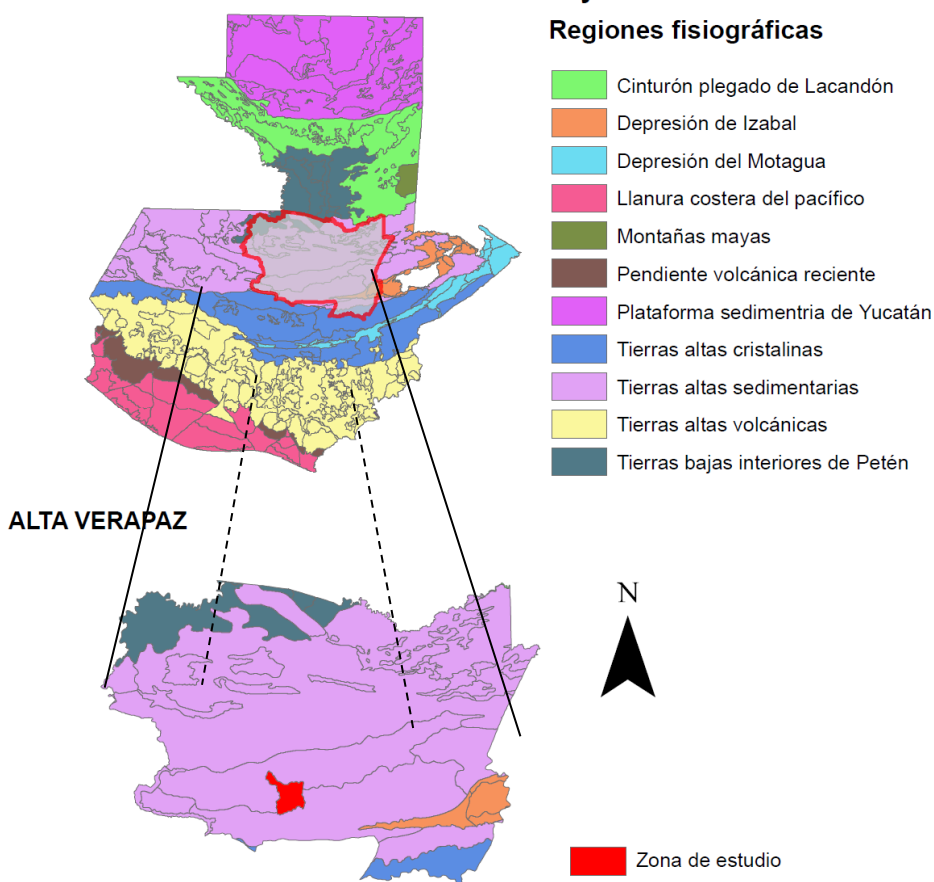 Regiones fisiográficas
Cinturón plegado de Lacandón
Depresión de Izabal
Depresión del Motagua
Llanura costera del pacífico
Montañas mayas
Pendiente volcánica reciente
Plataforma sedimentria de Yucatán
Tierras altas cristalinas
Tierras altas sedimentarias
Tierras altas volcánicas
Tierras bajas interiores de Petén
ALTA VERAPAZ
N
Zona de estudio